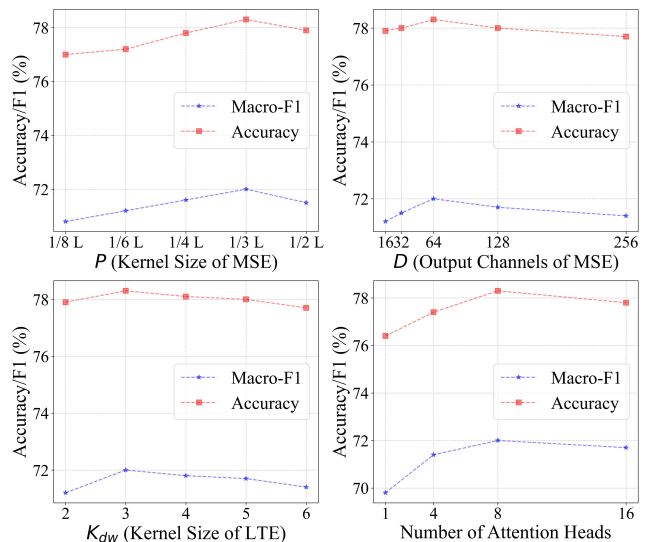 78
76
74
72
Accuracy/F1 (%)
Macro-F1
Accuracy
1/8 L 1/6 L 1/4 L 1/3 L 1/2 L
P (Kernel Size of MSE)
78
76
74
72
Accuracy/F1 (%)
Macro-F1
Accuracy
16 32 64 128 256
D (Output Channels of MSE)
78
76
74
72
Accuracy/F1 (%)
Macro-F1
Accuracy
2 3 4 5 6
K_dw (Kernel Size of LTE)
78
76
74
72
70
Accuracy/F1 (%)
Macro-F1
Accuracy
1 4 8 16
Number of Attention Heads